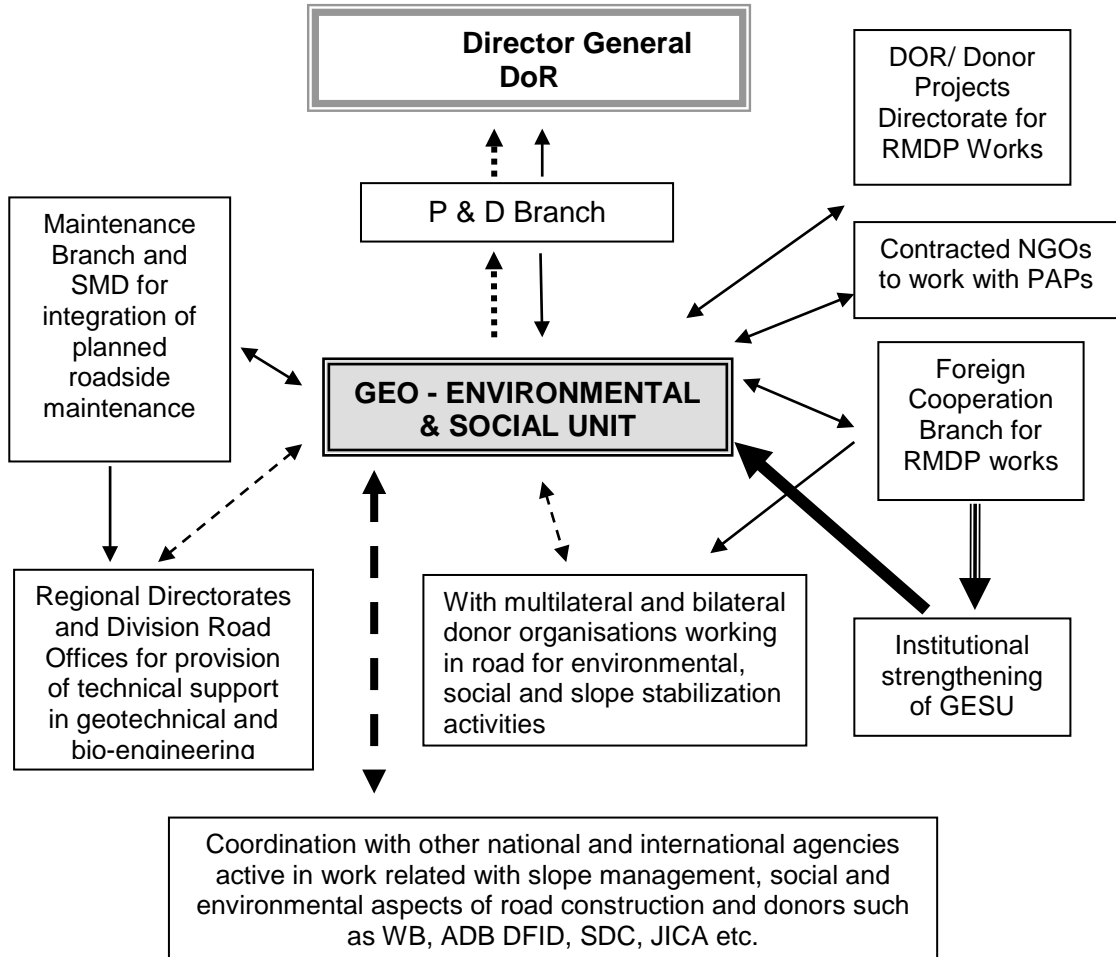 Director General
DoR
DOR/ Donor
Projects
Directorate for
RMDP Works
P & D Branch
Maintenance
Branch and
SMD for
integration of
planned
roadside
maintenance
Contracted NGOs
to work with PAPs
GEO - ENVIRONMENTAL
& SOCIAL UNIT
Foreign
Cooperation
Branch for
RMDP works
Regional Directorates
and Division Road
Offices for provision
of technical support
in geotechnical and
bio-engineering
With multilateral and bilateral
donor organisations working
in road for environmental,
social and slope stabilization
activities
Institutional
strengthening
of GESU
Coordination with other national and international agencies
active in work related with slope management, social and
environmental aspects of road construction and donors such
as WB, ADB DFID, SDC, JICA etc.